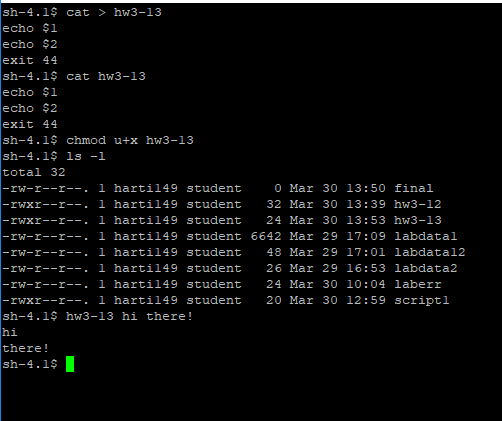 sh-4.1$ cat > hw3-13
echo $1
echo $2
exit 44
sh-4.1$ cat hw3-13
echo $1
echo $2
exit 44
sh-4.1$ chmod u+x hw3-13
sh-4.1$ ls -l
total 32
-rw-r--r--. 1 harti149 student    0 Mar 30 13:50 final
-rwxr--r--. 1 harti149 student   32 Mar 30 13:39 hw3-12
-rwxr--r--. 1 harti149 student   24 Mar 30 13:53 hw3-13
-rw-r--r--. 1 harti149 student 6642 Mar 29 17:09 labdata1
-rw-r--r--. 1 harti149 student   48 Mar 29 17:01 labdata12
-rw-r--r--. 1 harti149 student   26 Mar 29 16:53 labdata2
-rw-r--r--. 1 harti149 student   24 Mar 30 10:04 laberr
-rwxr--r--. 1 harti149 student   20 Mar 30 12:59 script1
sh-4.1$ hw3-13 hi there!
hi
there!
sh-4.1$